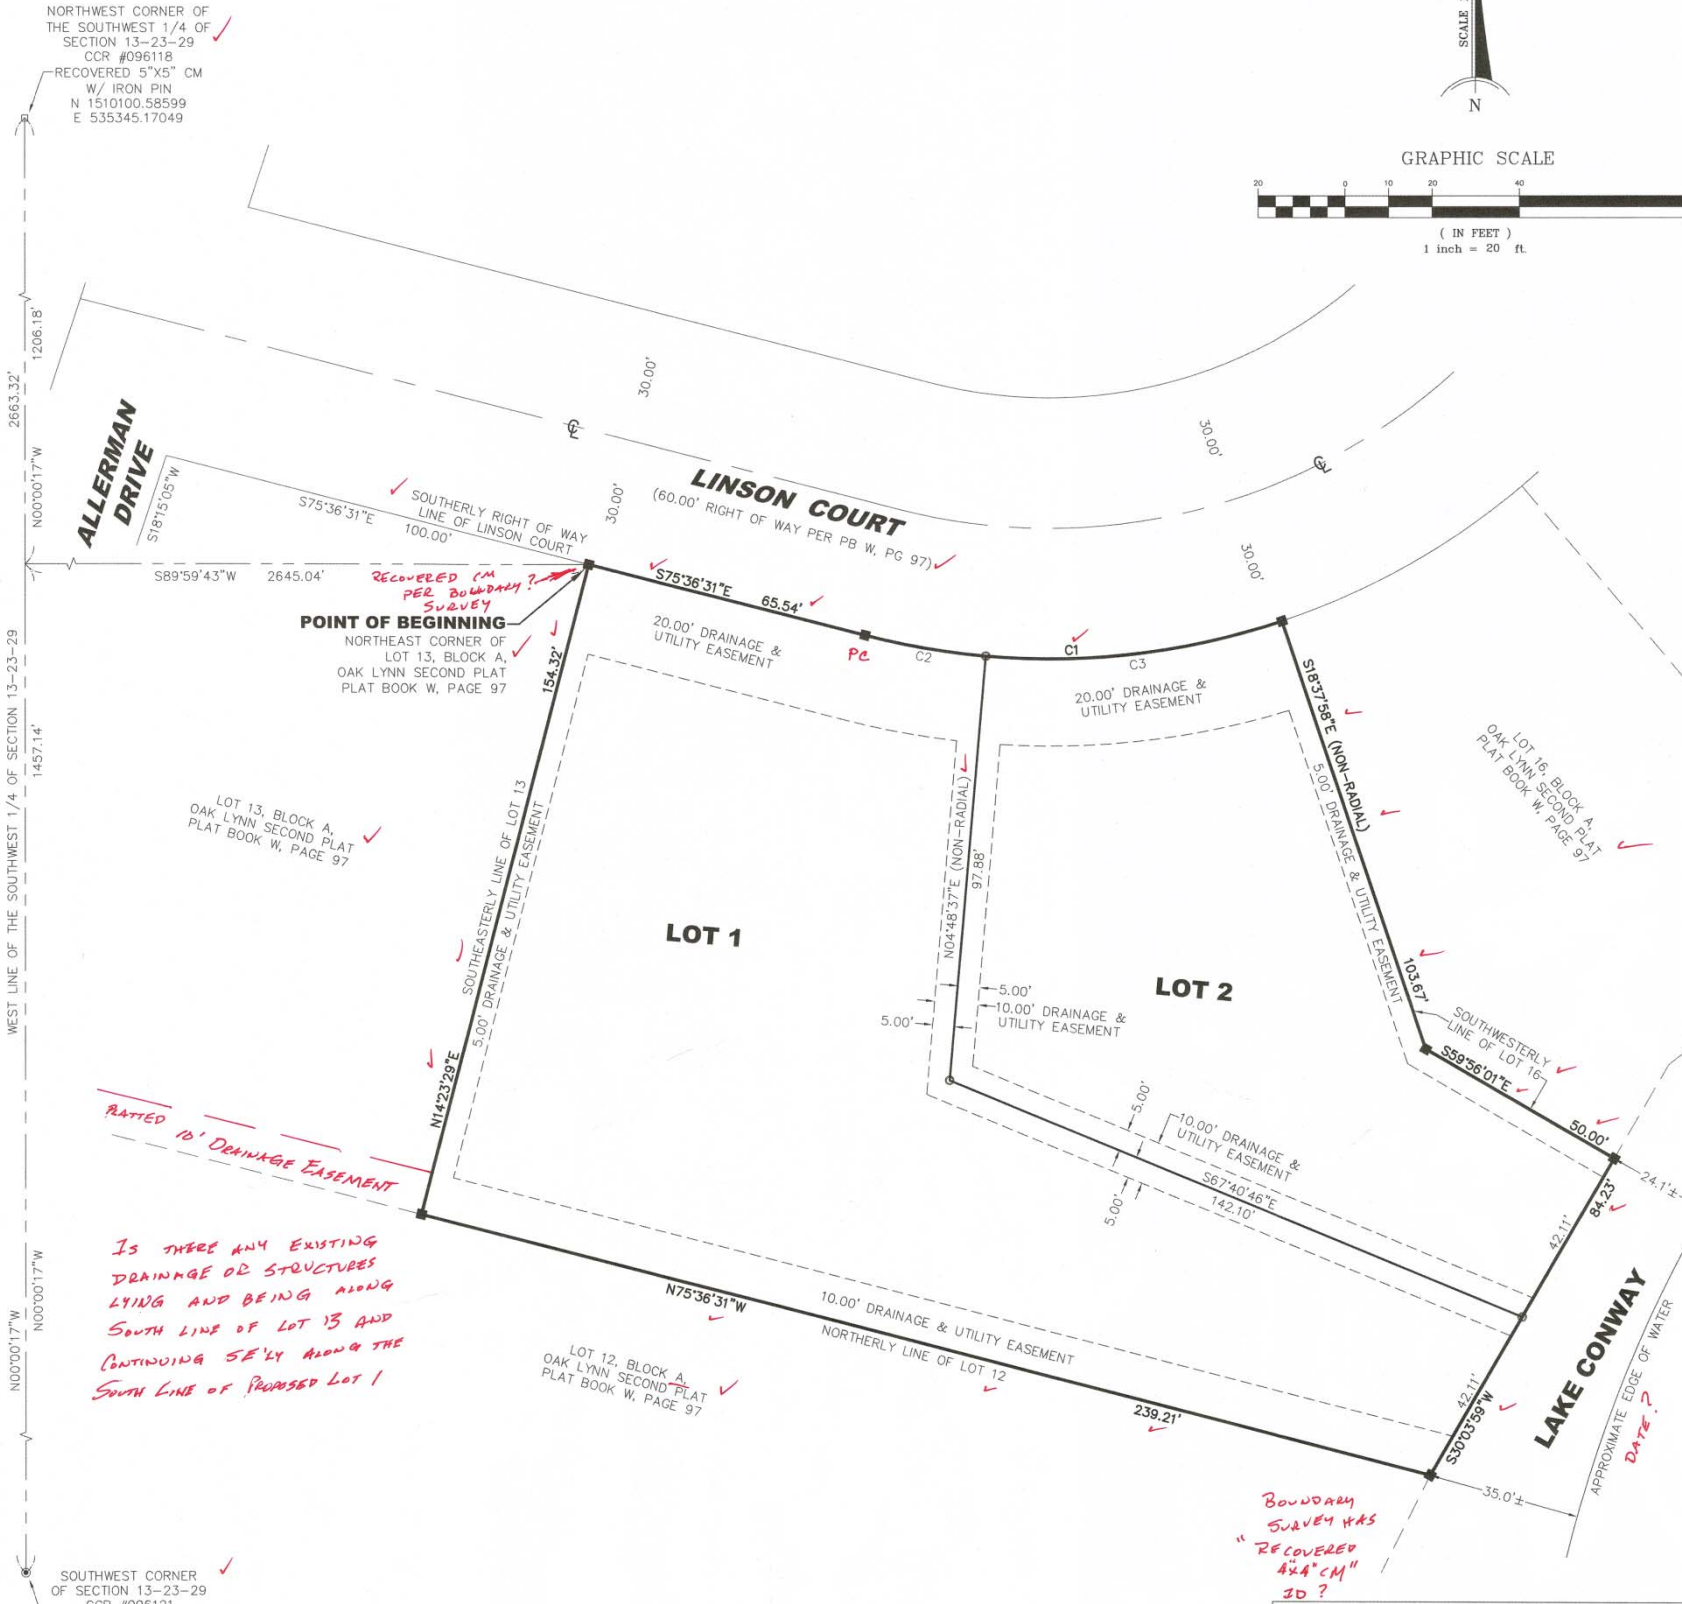 NORTHWEST CORNER OF
THE SOUTHWEST 1/4 OF
SECTION 13-23-29
CCR #096118
RECOVERED 5"X5" CM
W/ IRON PIN
N 1510100.58599
E 535345.17049
SCALE
N
GRAPHIC SCALE
20 0 10 20 40
( IN FEET )
1 inch = 20 ft.
1206.18'
2663.32'
N00°00'17"W
30.00'
30.00'
30.00'
30.00'
ALLERMAN
DRIVE
S18°15'05"W
S75°36'31"E
100.00'
SOUTHERLY RIGHT OF WAY
LINE OF LINSON COURT
LINSON COURT
(60.00' RIGHT OF WAY PER PB W, PG 97)
S89°59'43"W 2645.04'
RECOVERED CM
PER BOUNDARY ?
SURVEY
POINT OF BEGINNING
NORTHEAST CORNER OF
LOT 13, BLOCK A,
OAK LYNN SECOND PLAT
PLAT BOOK W, PAGE 97
S75°36'31"E
65.54'
PC
C2
C1
C3
20.00' DRAINAGE &
UTILITY EASEMENT
20.00' DRAINAGE &
UTILITY EASEMENT
154.32'
S18°37'58"E (NON-RADIAL)
5.00' DRAINAGE & UTILITY EASEMENT
103.67'
LOT 16, BLOCK A,
OAK LYNN SECOND PLAT
PLAT BOOK W, PAGE 97
WEST LINE OF THE SOUTHWEST 1/4 OF SECTION 13-23-29
1457.14'
LOT 13, BLOCK A,
OAK LYNN SECOND PLAT
PLAT BOOK W, PAGE 97
SOUTHEASTERLY LINE OF LOT 13
5.00' DRAINAGE & UTILITY EASEMENT
N14°23'29"E
LOT 1
N04°48'37"E (NON-RADIAL)
97.88'
LOT 2
5.00'
10.00' DRAINAGE &
UTILITY EASEMENT
5.00'
SOUTHWESTERLY
LINE OF LOT 16
S59°56'01"E
50.00'
24.1'±
5.00'
10.00' DRAINAGE &
UTILITY EASEMENT
S67°40'46"E
142.10'
5.00'
84.23'
42.11'
PLATTED 10' DRAINAGE EASEMENT
IS THERE ANY EXISTING
DRAINAGE OR STRUCTURES
LYING AND BEING ALONG
SOUTH LINE OF LOT 13 AND
CONTINUING SE'LY ALONG THE
SOUTH LINE OF PROPOSED LOT 1
N00°00'17"W
N00°00'17"W
N75°36'31"W
10.00' DRAINAGE & UTILITY EASEMENT
NORTHERLY LINE OF LOT 12
239.21'
LOT 12, BLOCK A,
OAK LYNN SECOND PLAT
PLAT BOOK W, PAGE 97
42.11'
S30°03'59"W
LAKE CONWAY
APPROXIMATE EDGE OF WATER
DATE ?
35.0'±
BOUNDARY
SURVEY HAS
"RECOVERED
4"X4" CM"
ID ?
SOUTHWEST CORNER
OF SECTION 13-23-29